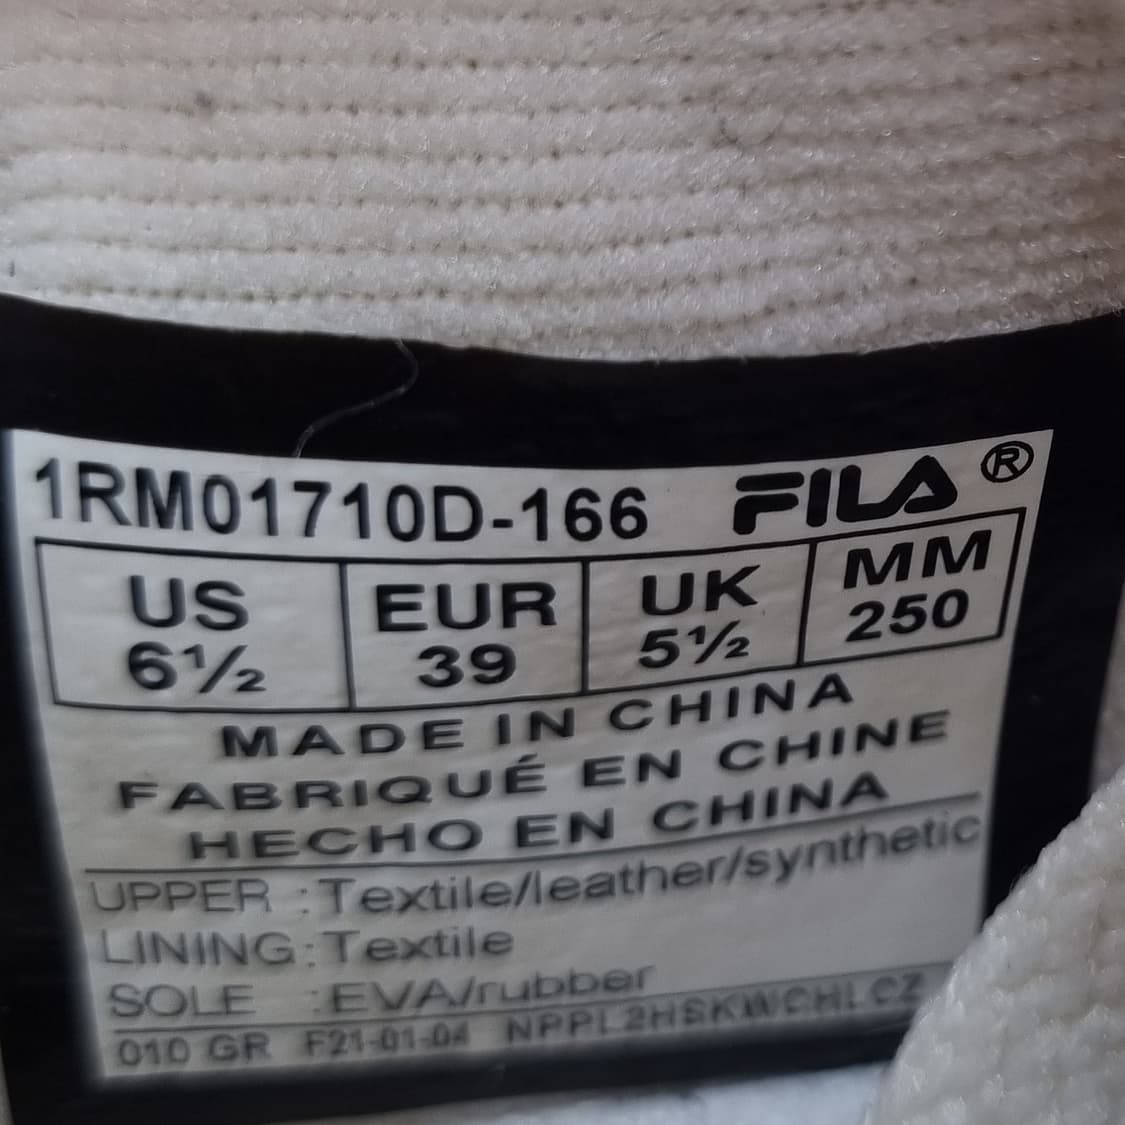 1RM01710D-166 FILA ®
US EUR UK MM
6½ 39 5½ 250
MADE IN CHINA
FABRIQUÉ EN CHINE
HECHO EN CHINA
UPPER : Textile/leather/synthetic
LINING : Textile
SOLE : EVA/rubber
010 GR F21-01-04 NPPL2HSKWCHLCZ